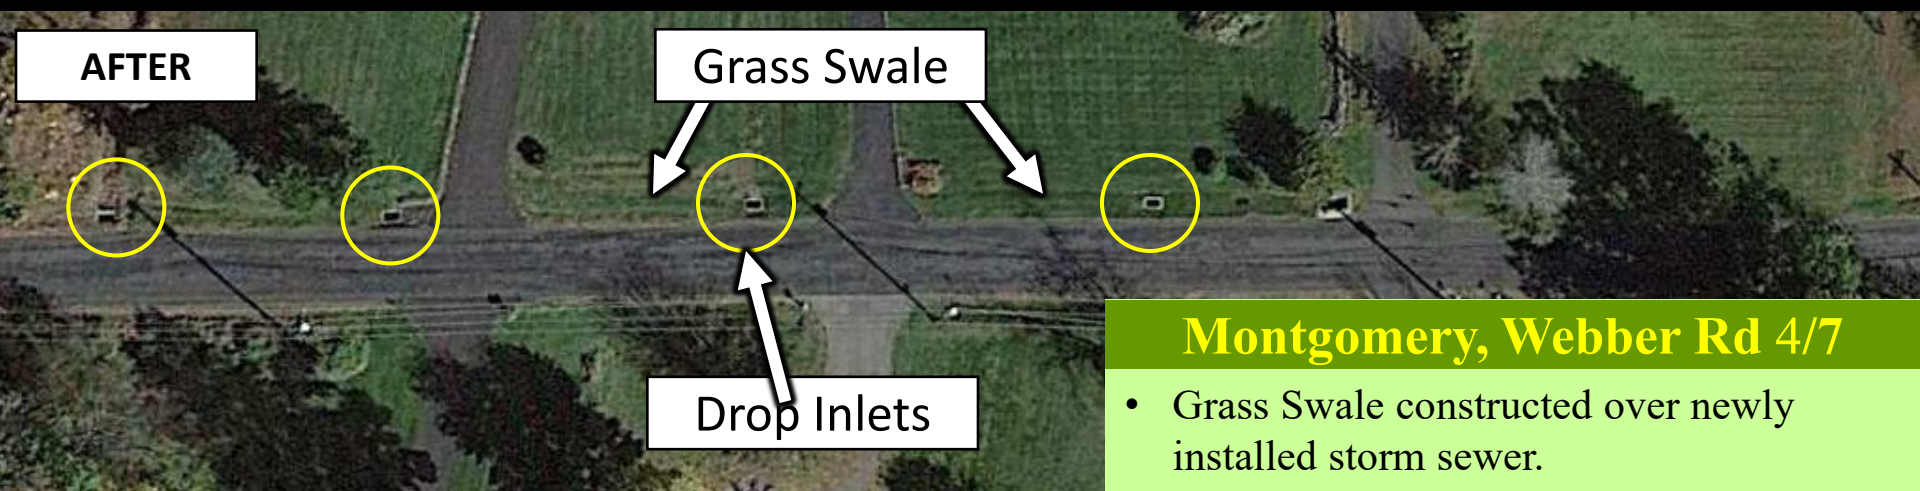 AFTER
Grass Swale
Drop Inlets
Montgomery, Webber Rd 4/7
• Grass Swale constructed over newly
installed storm sewer.